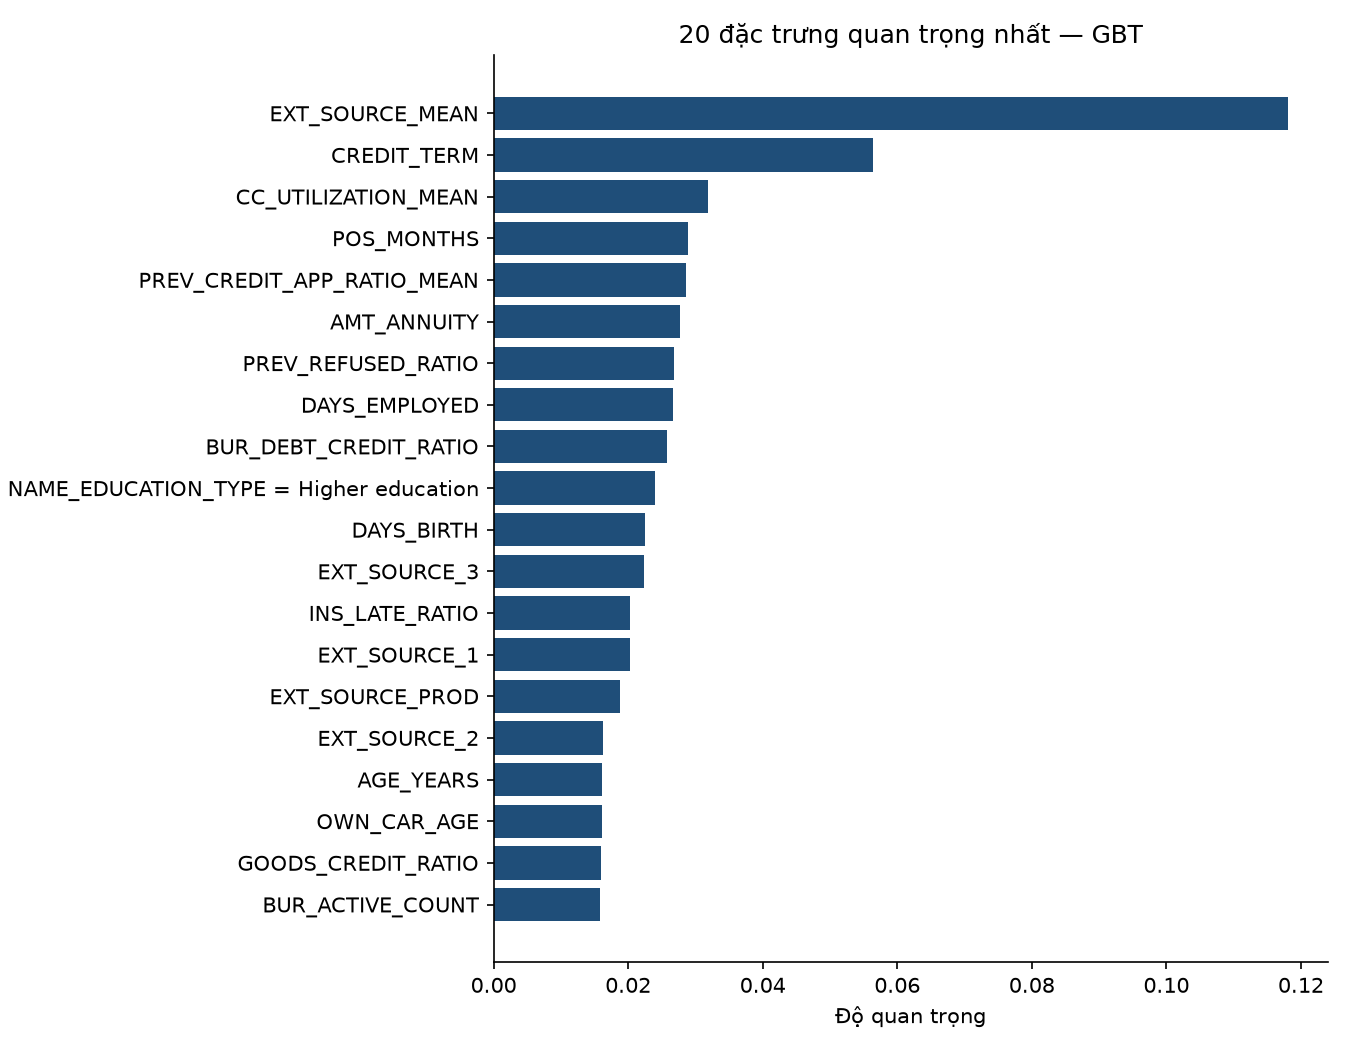 20 đặc trưng quan trọng nhất — GBT
EXT_SOURCE_MEAN
CREDIT_TERM
CC_UTILIZATION_MEAN
POS_MONTHS
PREV_CREDIT_APP_RATIO_MEAN
AMT_ANNUITY
PREV_REFUSED_RATIO
DAYS_EMPLOYED
BUR_DEBT_CREDIT_RATIO
NAME_EDUCATION_TYPE = Higher education
DAYS_BIRTH
EXT_SOURCE_3
INS_LATE_RATIO
EXT_SOURCE_1
EXT_SOURCE_PROD
EXT_SOURCE_2
AGE_YEARS
OWN_CAR_AGE
GOODS_CREDIT_RATIO
BUR_ACTIVE_COUNT
0.00 0.02 0.04 0.06 0.08 0.10 0.12
Độ quan trọng